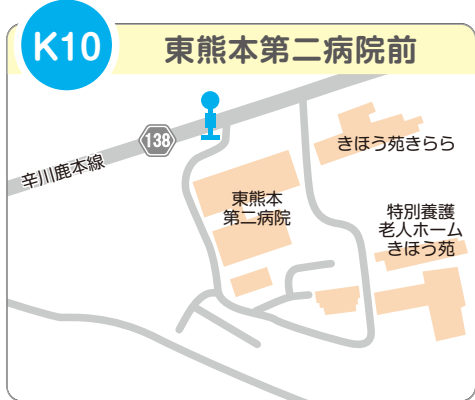 K10
東熊本第二病院前
138
辛川鹿本線
きほう苑きらら
東熊本
第二病院
特別養護
老人ホーム
きほう苑